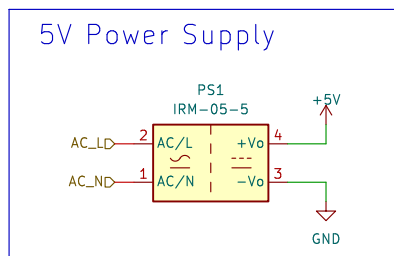 5V Power Supply
PS1
IRM-05-5
+5V
AC_L 2 AC/L +Vo 4
AC_N 1 AC/N -Vo 3
GND